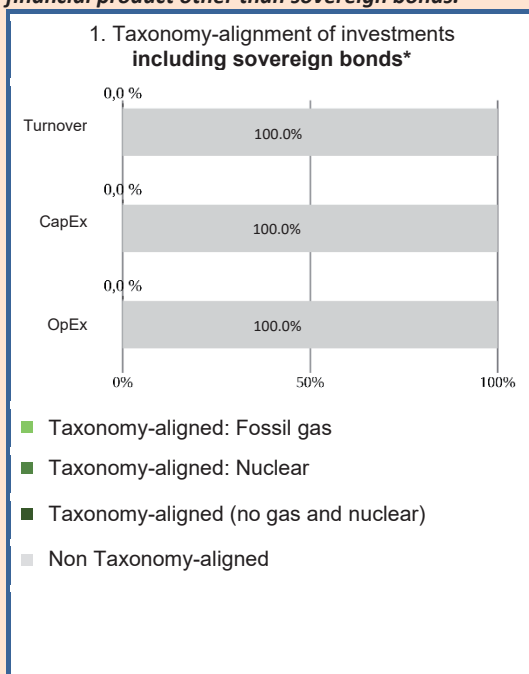 financial product other than sovereign bonds.
1. Taxonomy-alignment of investments
including sovereign bonds*
0,0 %
Turnover
100.0%
0,0 %
CapEx
100.0%
0,0 %
OpEx
100.0%
0%
50%
100%
Taxonomy-aligned: Fossil gas
Taxonomy-aligned: Nuclear
Taxonomy-aligned (no gas and nuclear)
Non Taxonomy-aligned